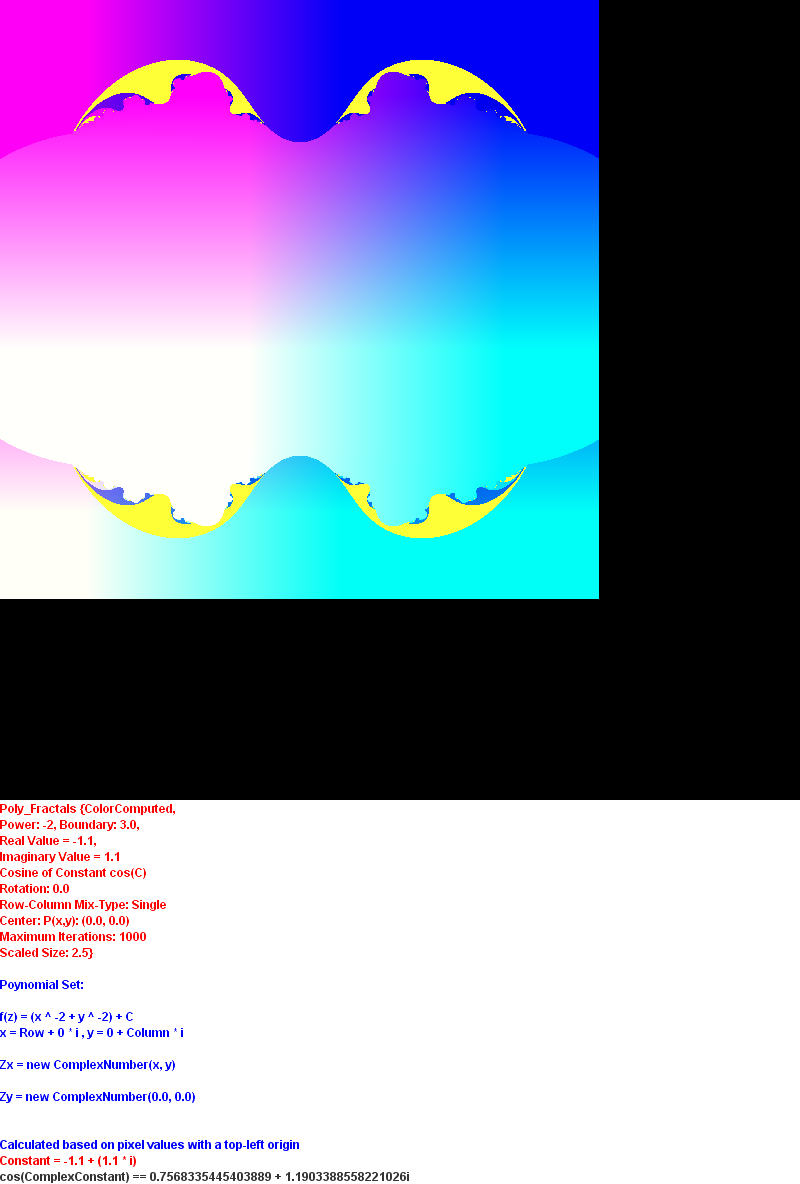 Poly_Fractals {ColorComputed,
Power: -2, Boundary: 3.0,
Real Value = -1.1,
Imaginary Value = 1.1
Cosine of Constant cos(C)
Rotation: 0.0
Row-Column Mix-Type: Single
Center: P(x,y): (0.0, 0.0)
Maximum Iterations: 1000
Scaled Size: 2.5}
Poynomial Set:
f(z) = (x ^ -2 + y ^ -2) + C
x = Row + 0 * i , y = 0 + Column * i
Zx = new ComplexNumber(x, y)
Zy = new ComplexNumber(0.0, 0.0)
Calculated based on pixel values with a top-left origin
Constant = -1.1 + (1.1 * i)
cos(ComplexConstant) == 0.7568335445403889 + 1.1903388558221026i